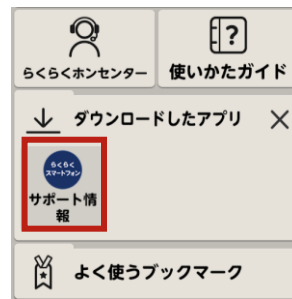 ?
らくらくホンセンター
使いかたガイド
ダウンロードしたアプリ
らくらく
スマートフォン
サポート情
報
よく使うブックマーク